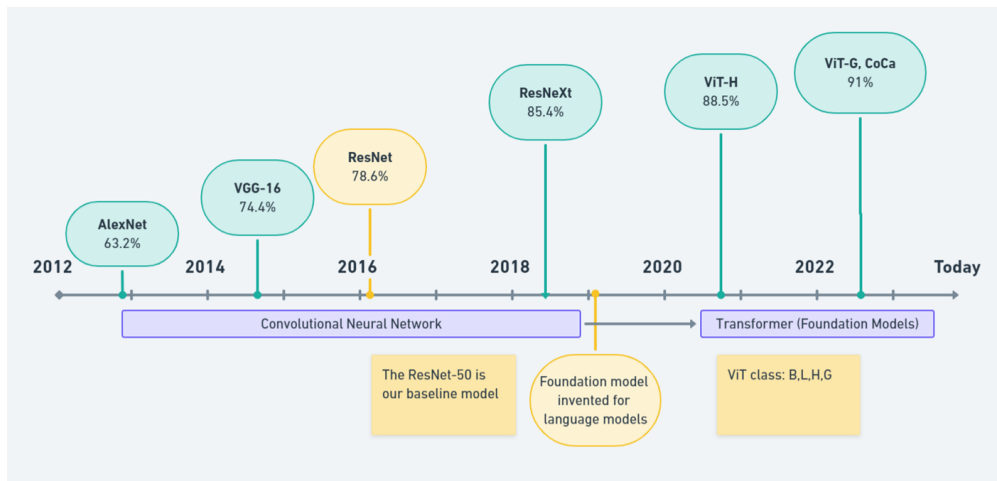 ViT-G, CoCa
91%
ViT-H
88.5%
ResNeXt
85.4%
ResNet
78.6%
VGG-16
74.4%
AlexNet
63.2%
2012
2014
2016
2018
2020
2022
Today
Convolutional Neural Network
Transformer (Foundation Models)
The ResNet-50 is
our baseline model
Foundation model
invented for
language models
ViT class: B,L,H,G